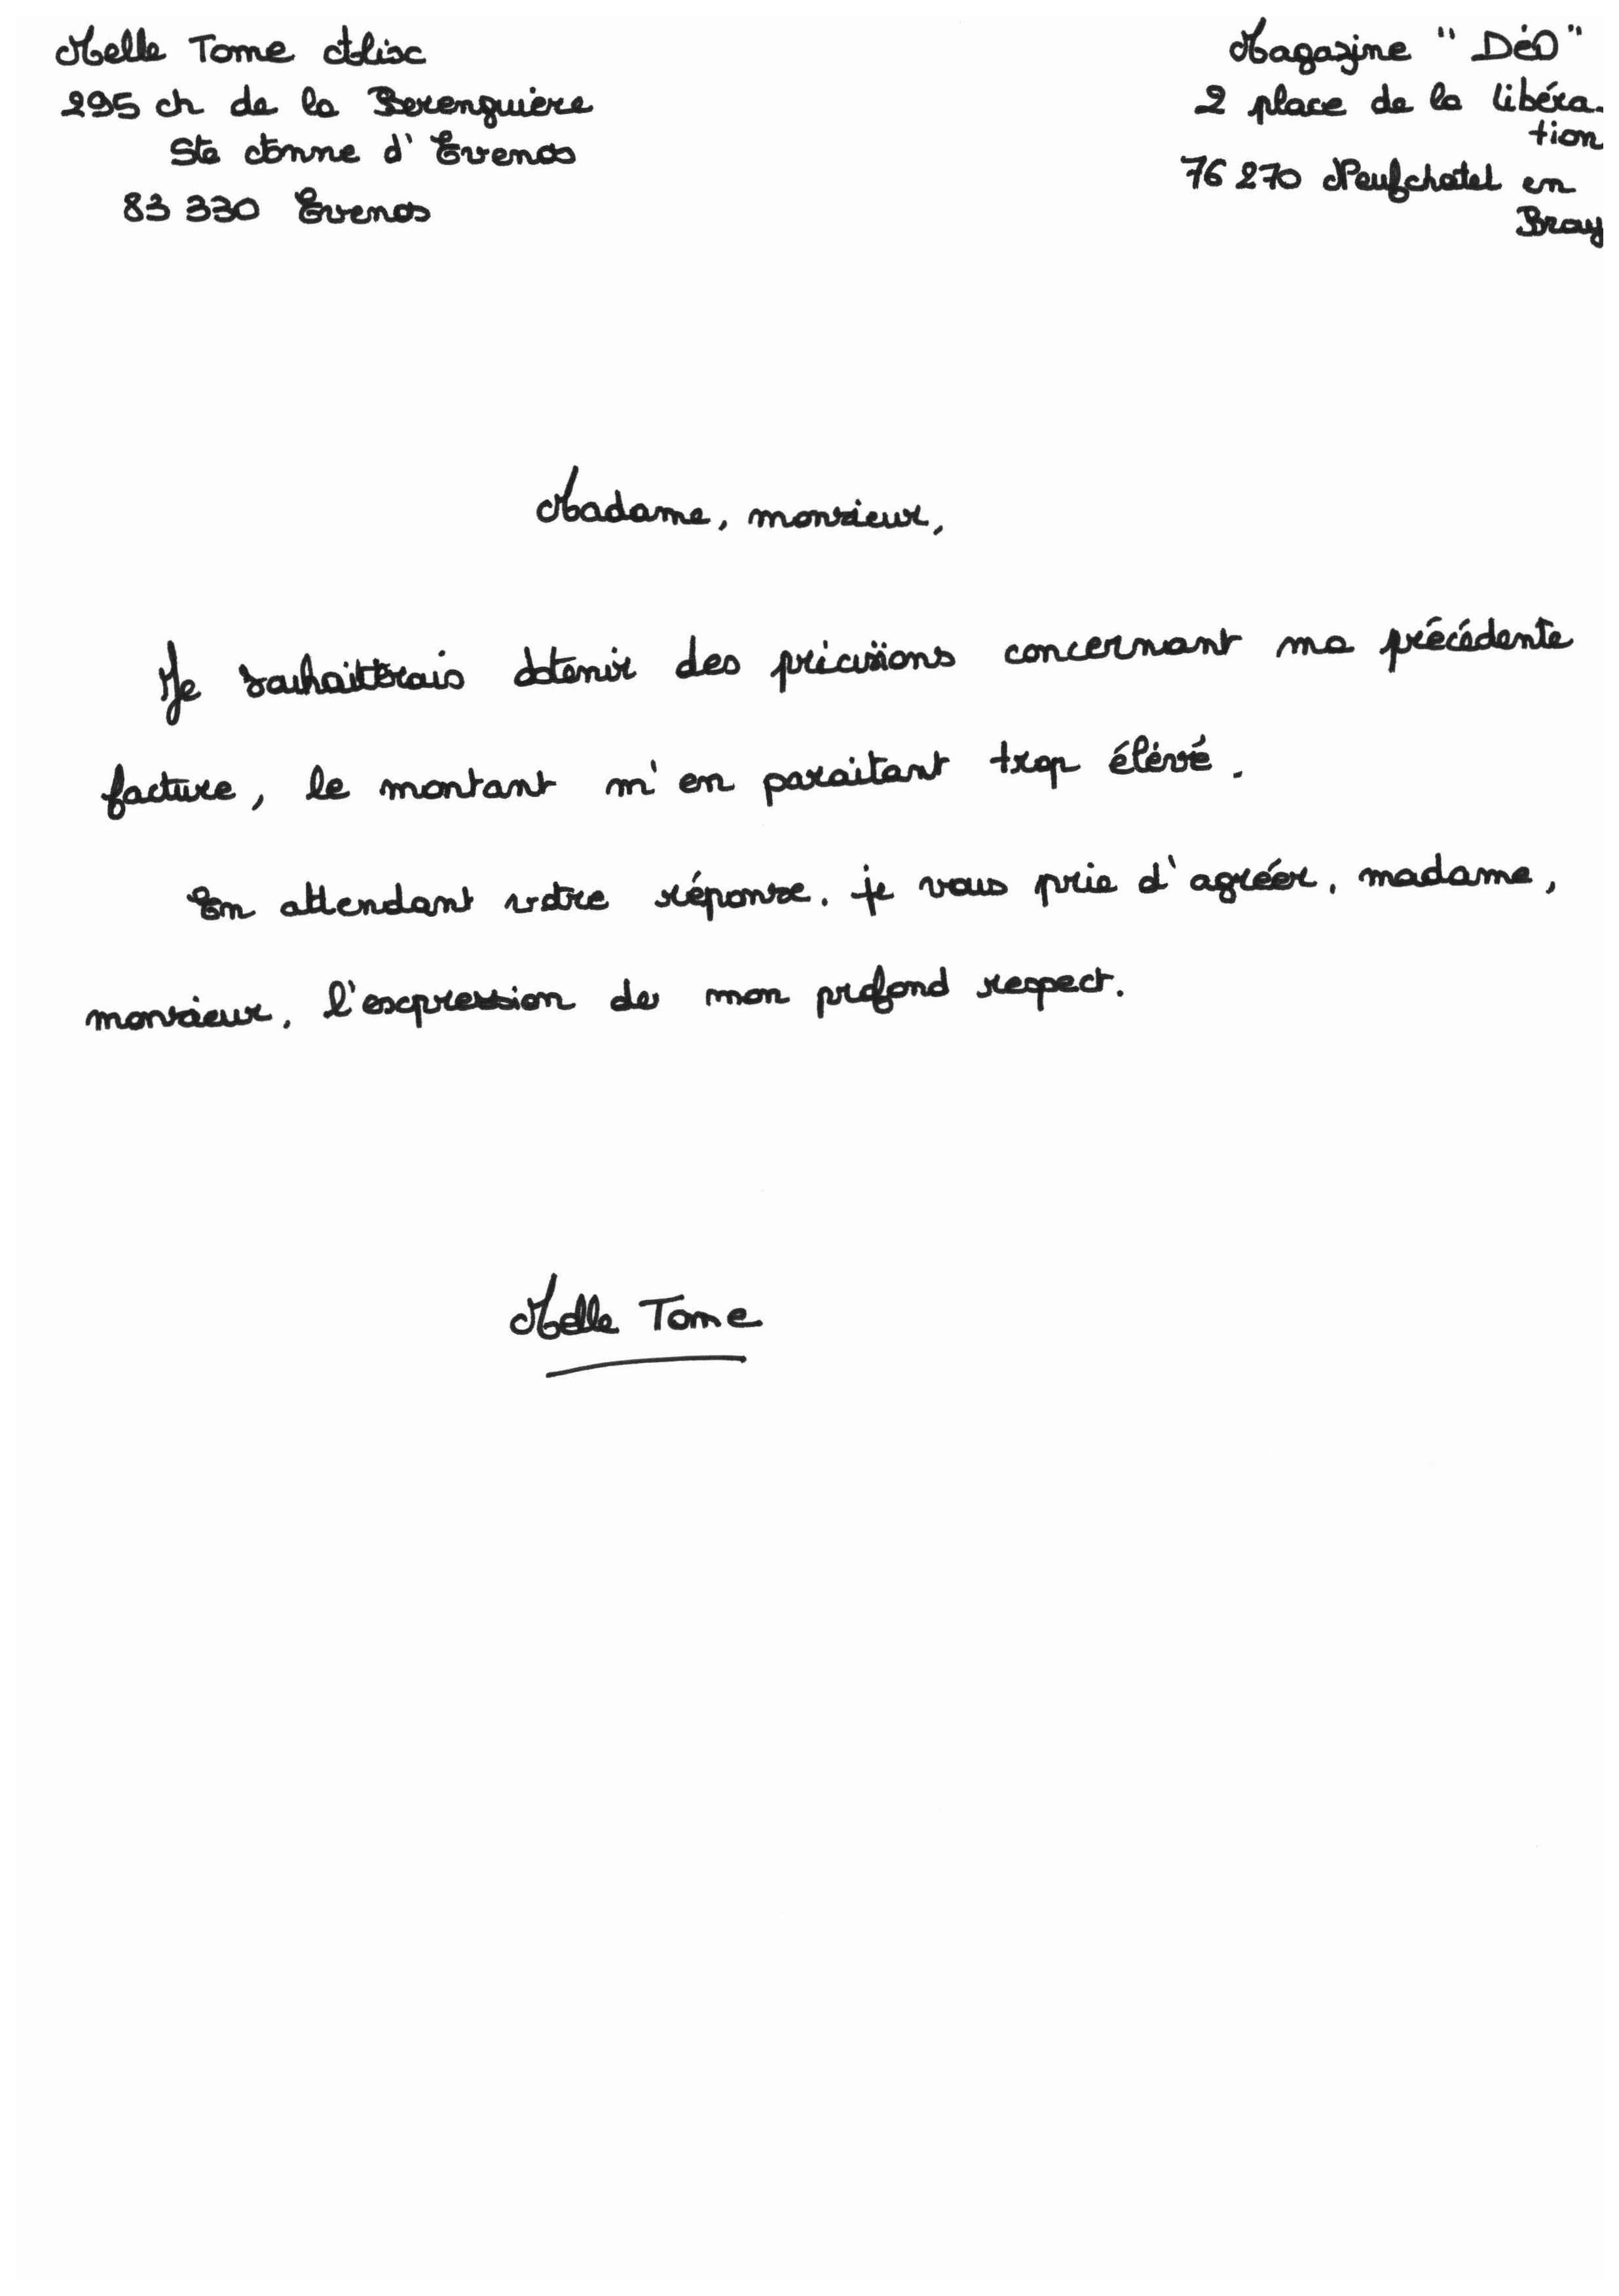 Melle Tome Alix
295 ch de la Berenguière
Ste Anne d'Evenos
83 330 Evenos
Magazine "DéD"
2 place de la libéra-
tion
76 270 Neufchatel en
Bray
Madame, monsieur,
Je souhaitterais obtenir des précisions concernant ma précédente
facture, le montant m'en paraitant trop élévé.
En attendant votre réponse, je vous prie d'agréer, madame,
monsieur, l'expression de mon profond respect.
Melle Tome